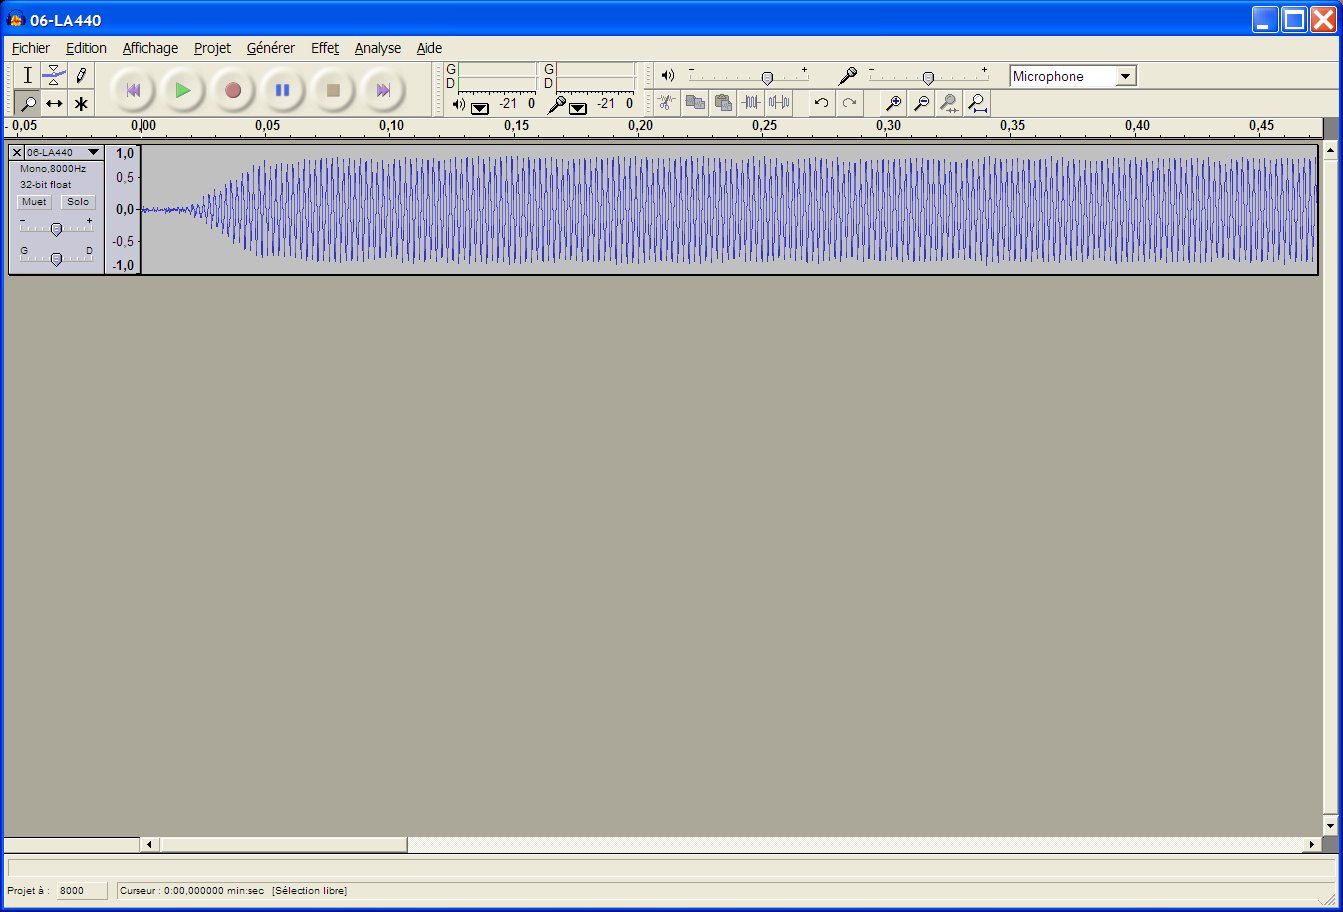 06-LA440
Fichier Edition Affichage Projet Générer Effet Analyse Aide
G G
D D
-21 0 -21 0
- + - + Microphone
- 0,05 0,00 0,05 0,10 0,15 0,20 0,25 0,30 0,35 0,40 0,45
06-LA440 1,0
Mono,8000Hz
32-bit float 0,5
Muet Solo
0,0
- +
-0,5
G D
-1,0
Projet à : 8000 Curseur : 0:00,000000 min:sec [Sélection libre]